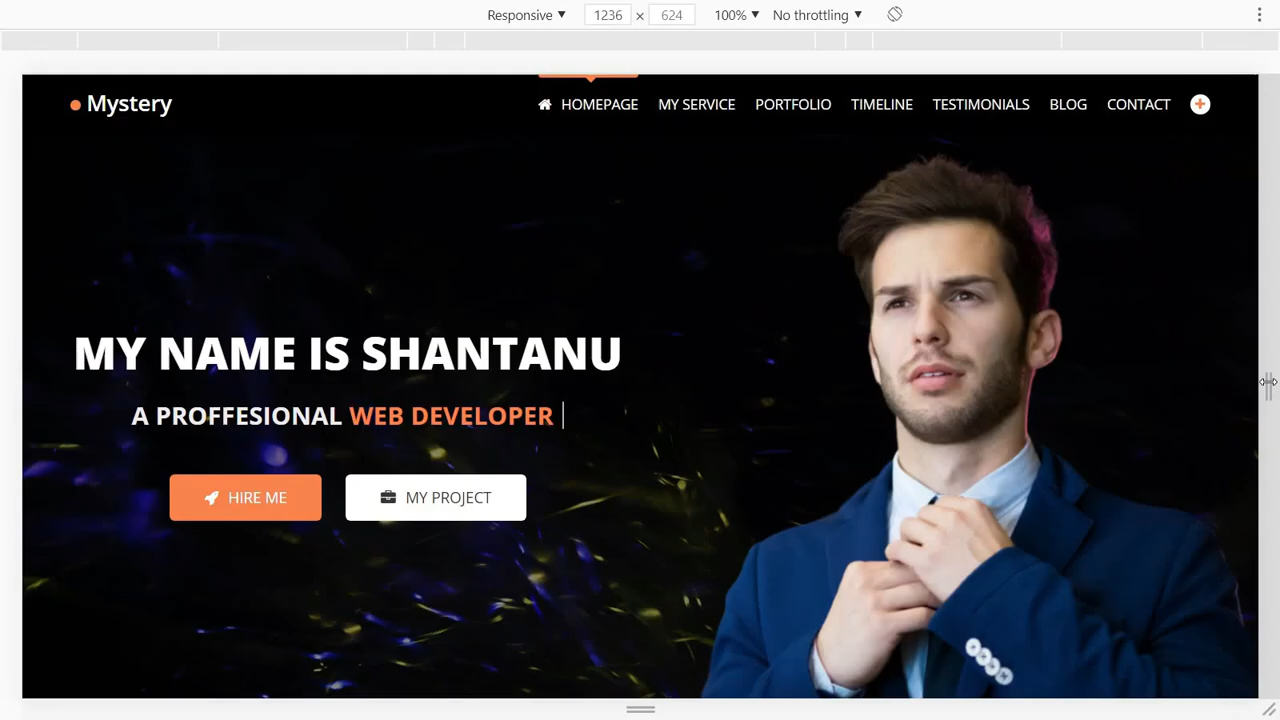 Responsive 1236 × 624 100% No throttling
Mystery HOMEPAGE MY SERVICE PORTFOLIO TIMELINE TESTIMONIALS BLOG CONTACT
MY NAME IS SHANTANU
A PROFFESIONAL WEB DEVELOPER
HIRE ME MY PROJECT